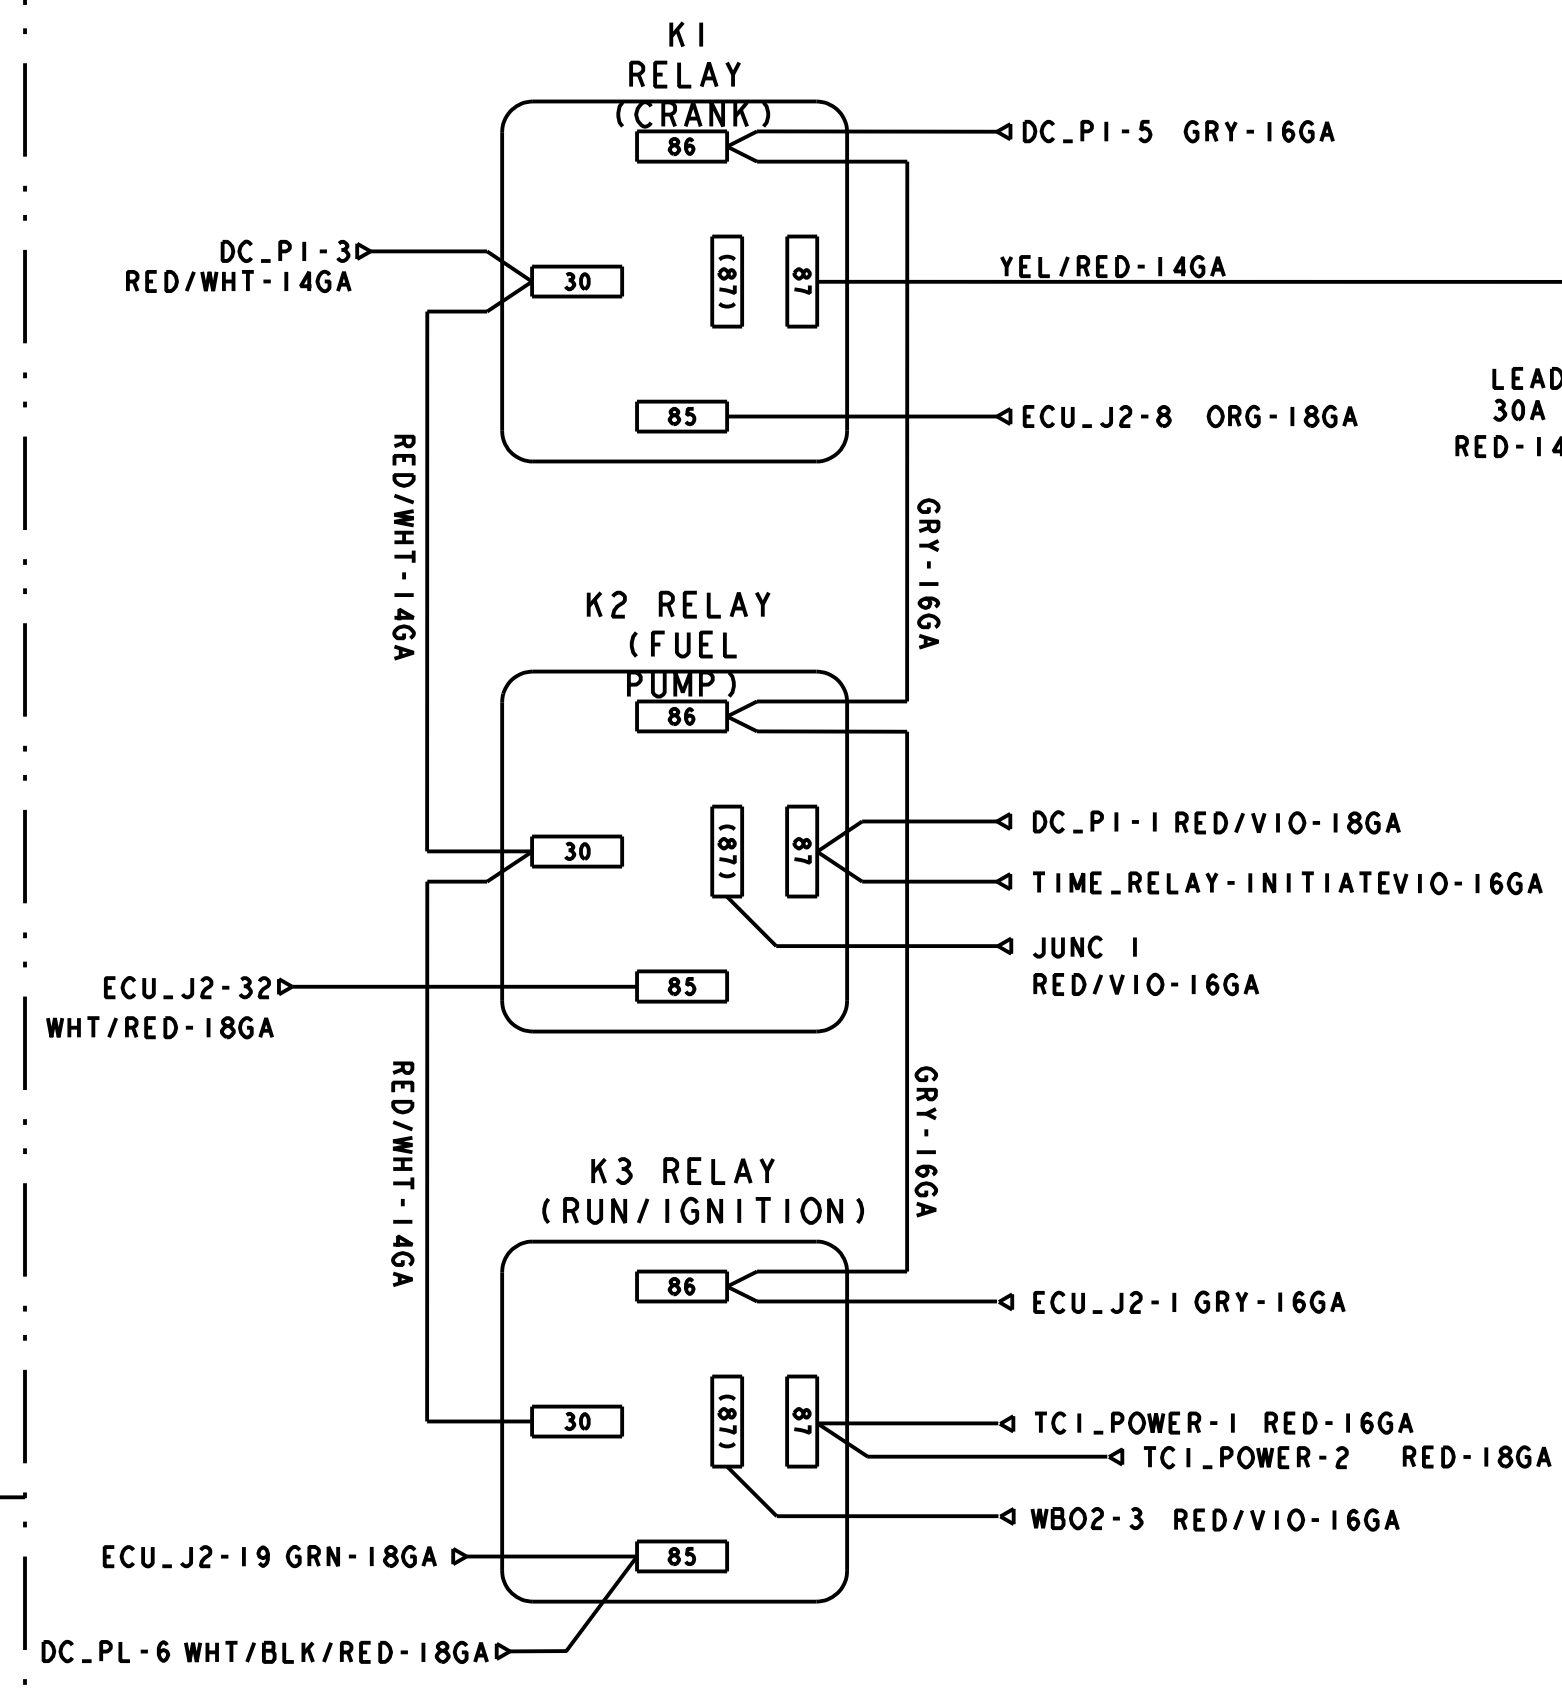 K1
RELAY
(CRANK)
86
DC_P1-5 GRY-16GA
DC_P1-3
RED/WHT-14GA
30
(87)
87
YEL/RED-14GA
85
ECU_J2-8 ORG-18GA
LEAD
30A
RED-14
RED/WHT-14GA
GRY-16GA
K2 RELAY
(FUEL
PUMP)
86
30
(87)
87
DC_P1-1 RED/VIO-18GA
TIME_RELAY-INITIATEVIO-16GA
JUNC 1
RED/VIO-16GA
ECU_J2-32
WHT/RED-18GA
85
RED/WHT-14GA
GRY-16GA
K3 RELAY
(RUN/IGNITION)
86
ECU_J2-1 GRY-16GA
30
(87)
87
TCI_POWER-1 RED-16GA
TCI_POWER-2 RED-18GA
WBO2-3 RED/VIO-16GA
ECU_J2-19 GRN-18GA
85
DC_PL-6 WHT/BLK/RED-18GA